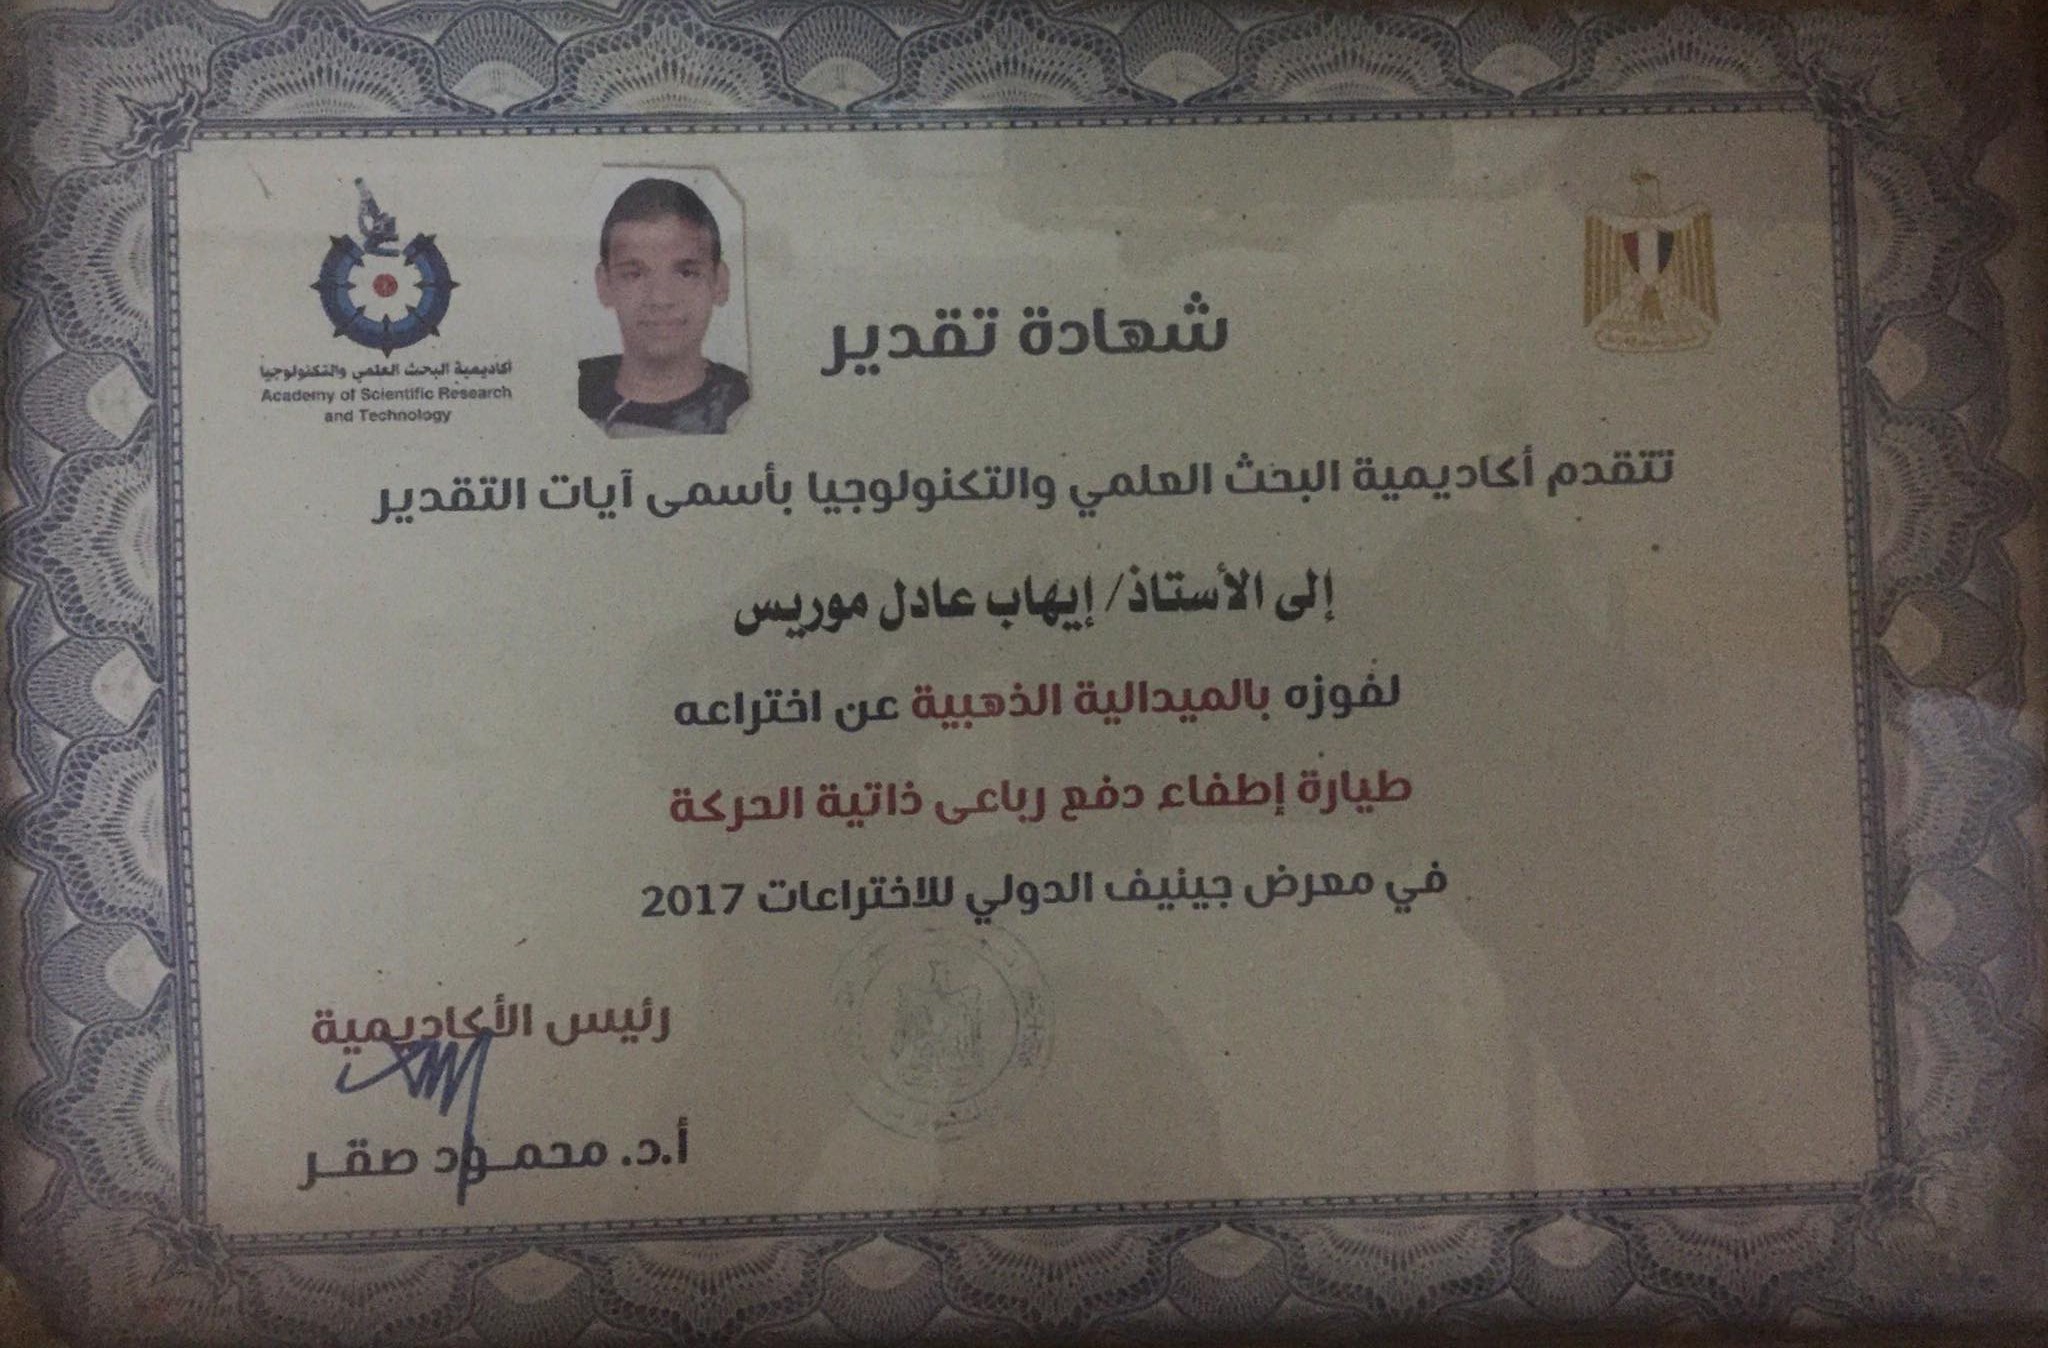 أكاديمية البحث العلمي والتكنولوجيا
Academy of Scientific Research
and Technology
شهادة تقدير
تتقدم أكاديمية البحث العلمي والتكنولوجيا بأسمى آيات التقدير
إلى الأستاذ/ إيهاب عادل موريس
لفوزه بالميدالية الذهبية عن اختراعه
طيارة إطفاء دفع رباعى ذاتية الحركة
في معرض جينيف الدولي للاختراعات 2017
رئيس الأكاديمية
أ.د. محمـود صقـر